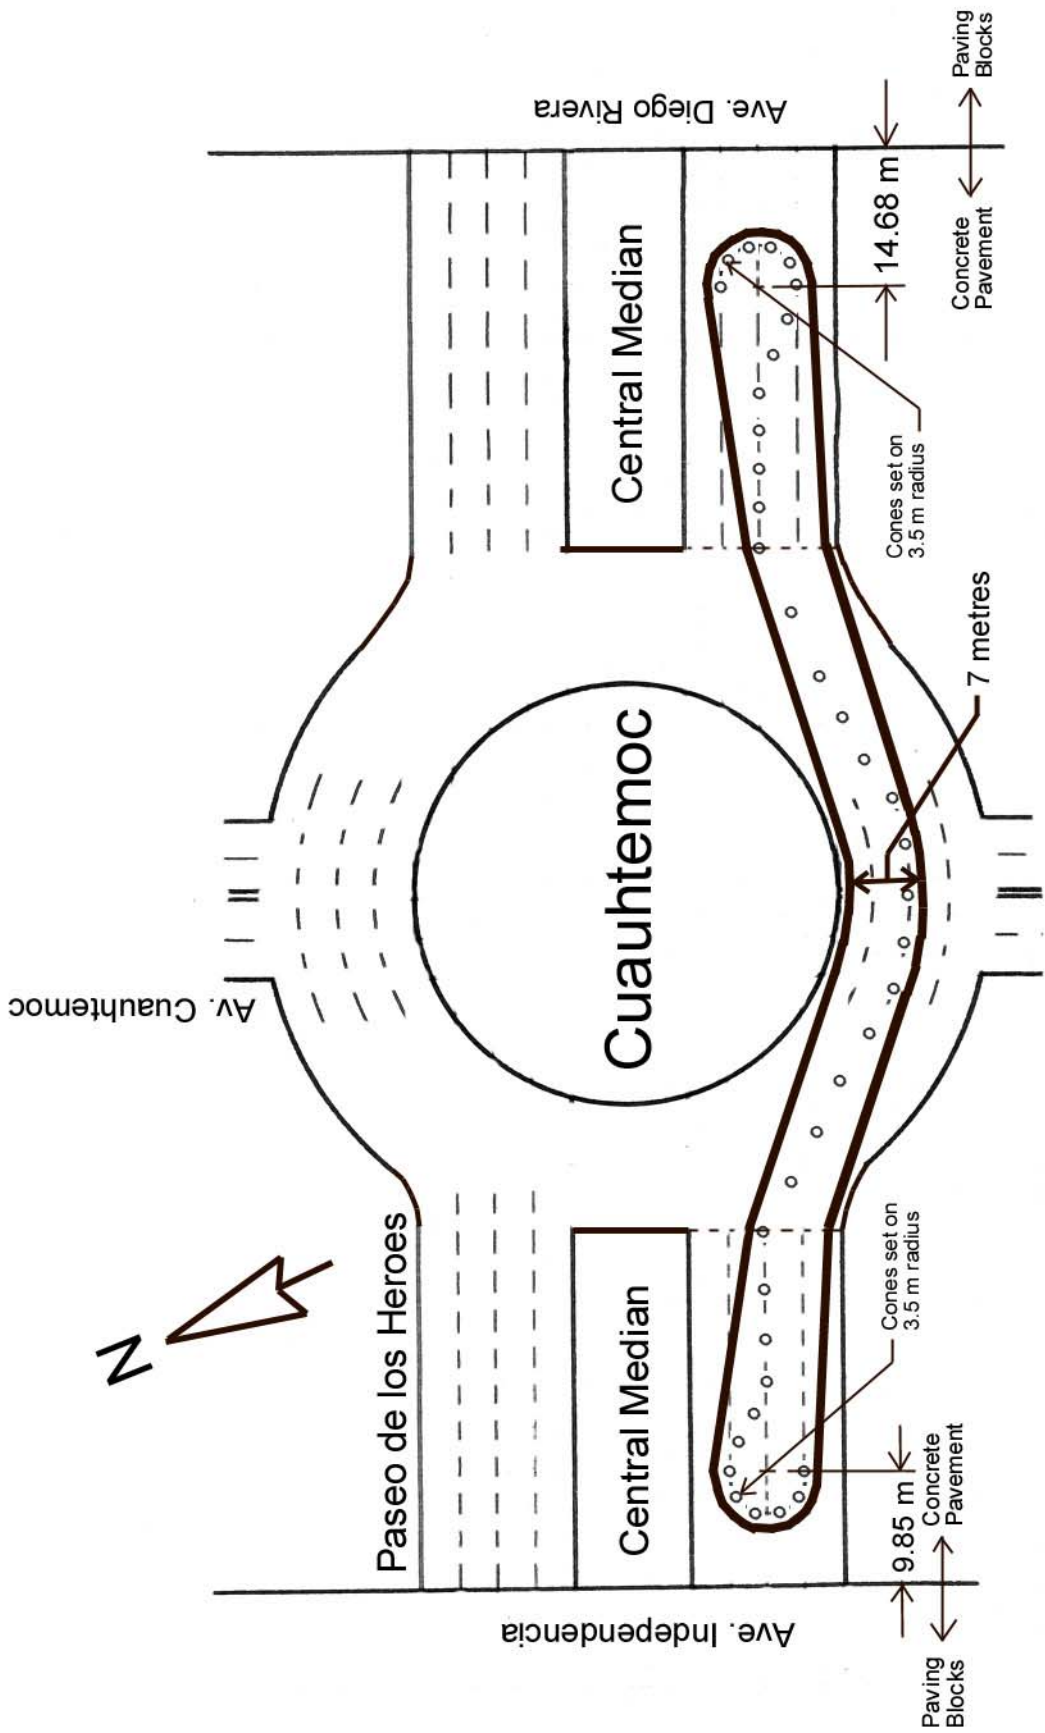 Paving
Blocks
Concrete
Pavement
14.68 m
Ave. Diego Rivera
Central Median
Cones set on
3.5 m radius
7 metres
Cuauhtemoc
Av. Cuauhtemoc
N
Paseo de los Heroes
Central Median
Cones set on
3.5 m radius
9.85 m
Concrete
Pavement
Paving
Blocks
Ave. Independencia